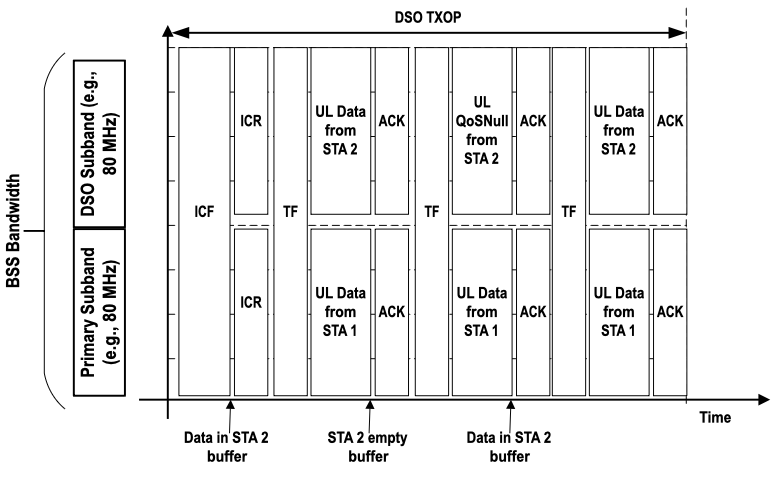 DSO TXOP
BSS Bandwidth
DSO Subband (e.g.,
80 MHz)
Primary Subband
(e.g., 80 MHz)
ICF
ICR
ICR
TF
UL Data
from
STA 2
ACK
UL Data
from
STA 1
ACK
TF
UL
QoSNull
from
STA 2
ACK
UL Data
from
STA 1
ACK
TF
UL Data
from
STA 2
ACK
UL Data
from
STA 1
ACK
Time
Data in STA 2
buffer
STA 2 empty
buffer
Data in STA 2
buffer